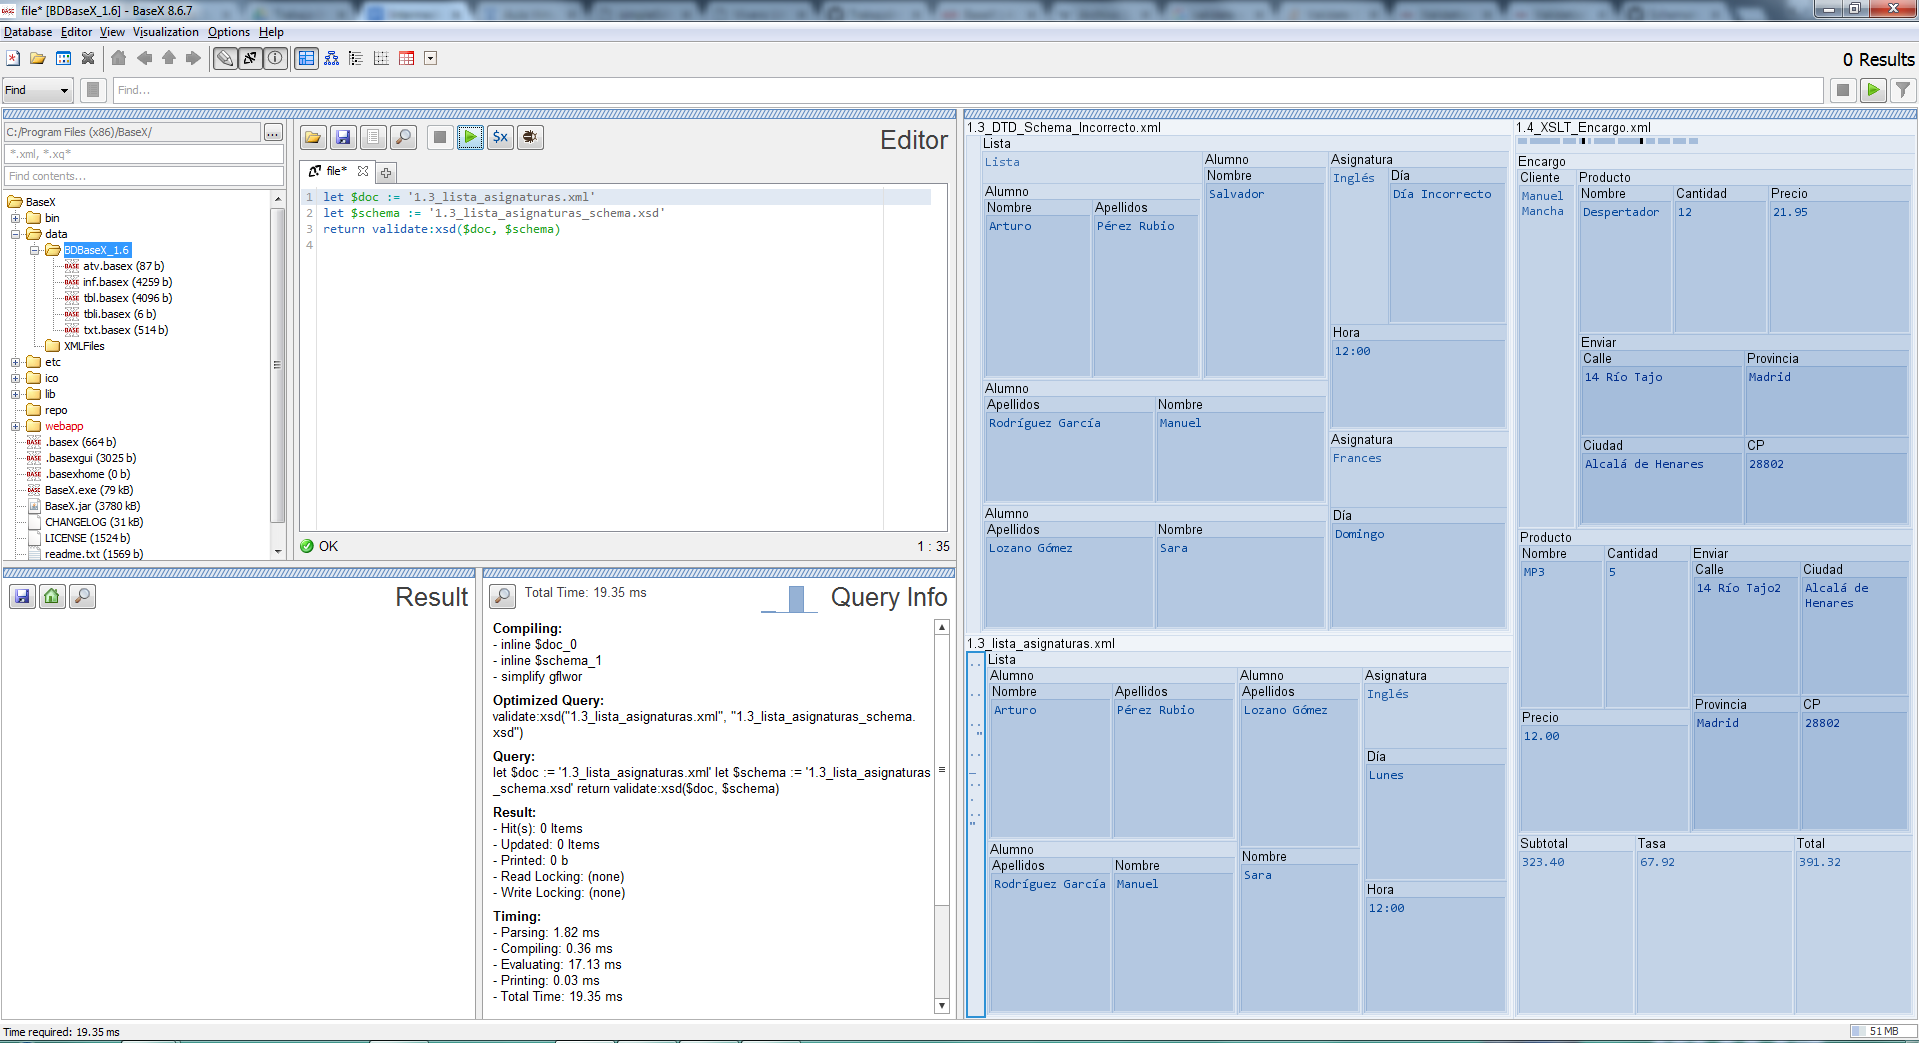 file* [BDBaseX_1.6] - BaseX 8.6.7
Database Editor View Visualization Options Help
0 Results
Find
Find...
C:/Program Files (x86)/BaseX/
...
*.xml, *.xq*
Find contents...
BaseX
bin
data
BDBaseX_1.6
atv.basex (87 b)
inf.basex (4259 b)
tbl.basex (4096 b)
tbli.basex (6 b)
txt.basex (514 b)
XMLFiles
etc
ico
lib
repo
webapp
.basex (664 b)
.basexgui (3025 b)
.basexhome (0 b)
BaseX.exe (79 kB)
BaseX.jar (3780 kB)
CHANGELOG (31 kB)
LICENSE (1524 b)
readme.txt (1569 b)
$x
Editor
file*
1 let $doc := '1.3_lista_asignaturas.xml'
2 let $schema := '1.3_lista_asignaturas_schema.xsd'
3 return validate:xsd($doc, $schema)
4
OK
1 : 35
Result
Total Time: 19.35 ms
Query Info
Compiling:
- inline $doc_0
- inline $schema_1
- simplify gflwor
Optimized Query:
validate:xsd("1.3_lista_asignaturas.xml", "1.3_lista_asignaturas_schema.
xsd")
Query:
let $doc := '1.3_lista_asignaturas.xml' let $schema := '1.3_lista_asignaturas
_schema.xsd' return validate:xsd($doc, $schema)
Result:
- Hit(s): 0 Items
- Updated: 0 Items
- Printed: 0 b
- Read Locking: (none)
- Write Locking: (none)
Timing:
- Parsing: 1.82 ms
- Compiling: 0.36 ms
- Evaluating: 17.13 ms
- Printing: 0.03 ms
- Total Time: 19.35 ms
1.3_DTD_Schema_Incorrecto.xml
Lista
Lista
Alumno
Nombre
Arturo
Apellidos
Pérez Rubio
Alumno
Nombre
Salvador
Alumno
Apellidos
Rodríguez García
Nombre
Manuel
Alumno
Apellidos
Lozano Gómez
Nombre
Sara
Asignatura
Inglés
Día
Día Incorrecto
Hora
12:00
Asignatura
Frances
Día
Domingo
1.3_lista_asignaturas.xml
Lista
Alumno
Nombre
Arturo
Apellidos
Pérez Rubio
Alumno
Apellidos
Rodríguez García
Nombre
Manuel
Alumno
Apellidos
Lozano Gómez
Nombre
Sara
Asignatura
Inglés
Día
Lunes
Hora
12:00
1.4_XSLT_Encargo.xml
Encargo
Cliente
Manuel
Mancha
Producto
Nombre
Despertador
Cantidad
12
Precio
21.95
Enviar
Calle
14 Río Tajo
Provincia
Madrid
Ciudad
Alcalá de Henares
CP
28802
Producto
Nombre
MP3
Cantidad
5
Precio
12.00
Enviar
Calle
14 Río Tajo2
Ciudad
Alcalá de
Henares
Provincia
Madrid
CP
28802
Subtotal
323.40
Tasa
67.92
Total
391.32
Time required: 19.35 ms
51 MB